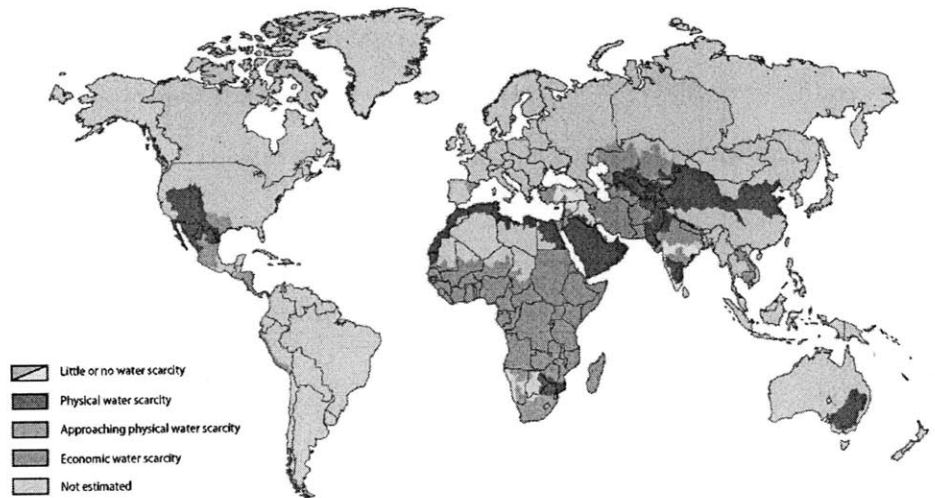 Little or no water scarcity
Physical water scarcity
Approaching physical water scarcity
Economic water scarcity
Not estimated